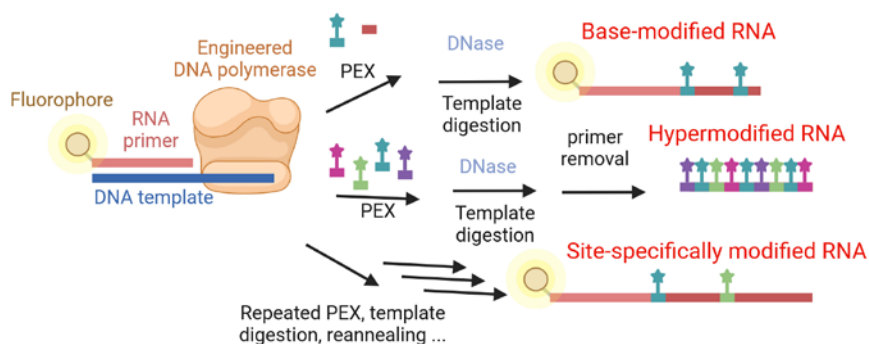 Engineered
DNA polymerase
Fluorophore
RNA
primer
DNA template
PEX
DNase
Template
digestion
Base-modified RNA
PEX
DNase
Template
digestion
primer
removal
Hypermodified RNA
Repeated PEX, template
digestion, reannealing ...
Site-specifically modified RNA